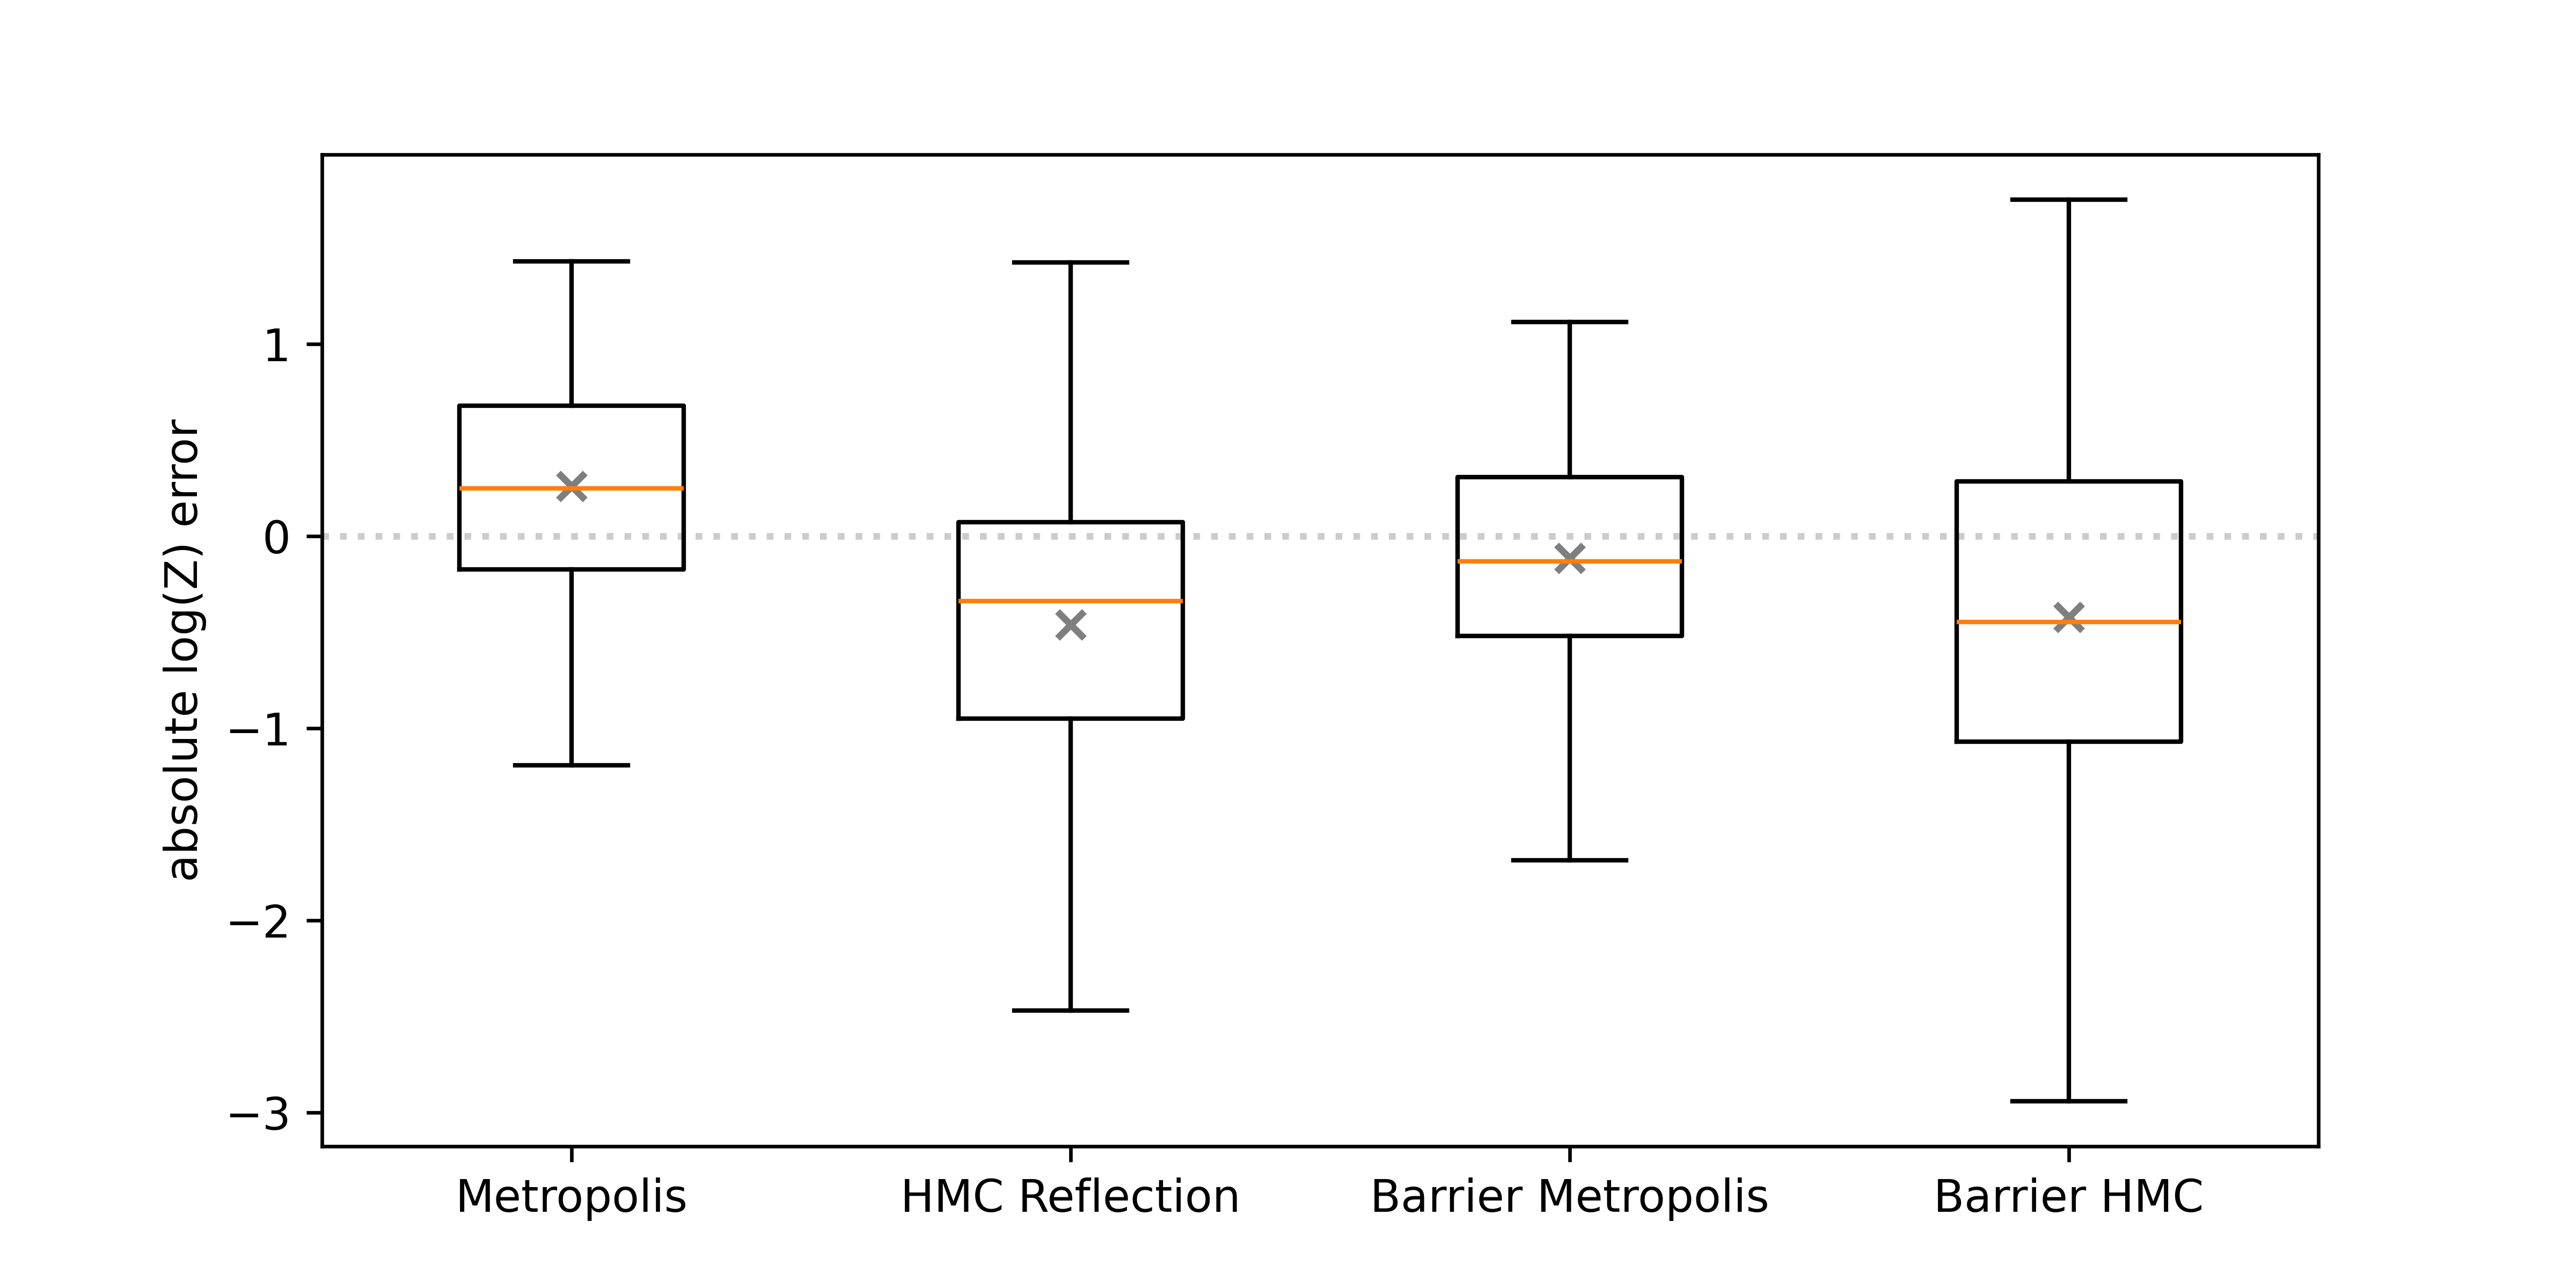 absolute log(Z) error
1
0
−1
−2
−3
Metropolis
HMC Reflection
Barrier Metropolis
Barrier HMC